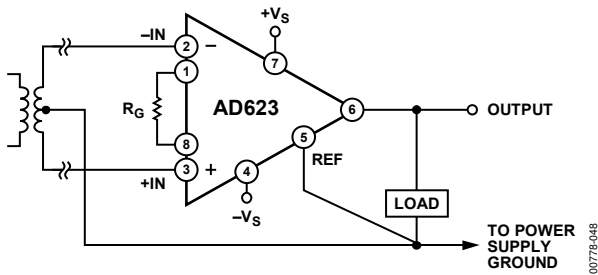 +VS
–IN
2
–
7
1
RG
AD623
6
OUTPUT
5
8
REF
3
+
4
+IN
LOAD
–VS
TO POWER
SUPPLY
GROUND
00778-048